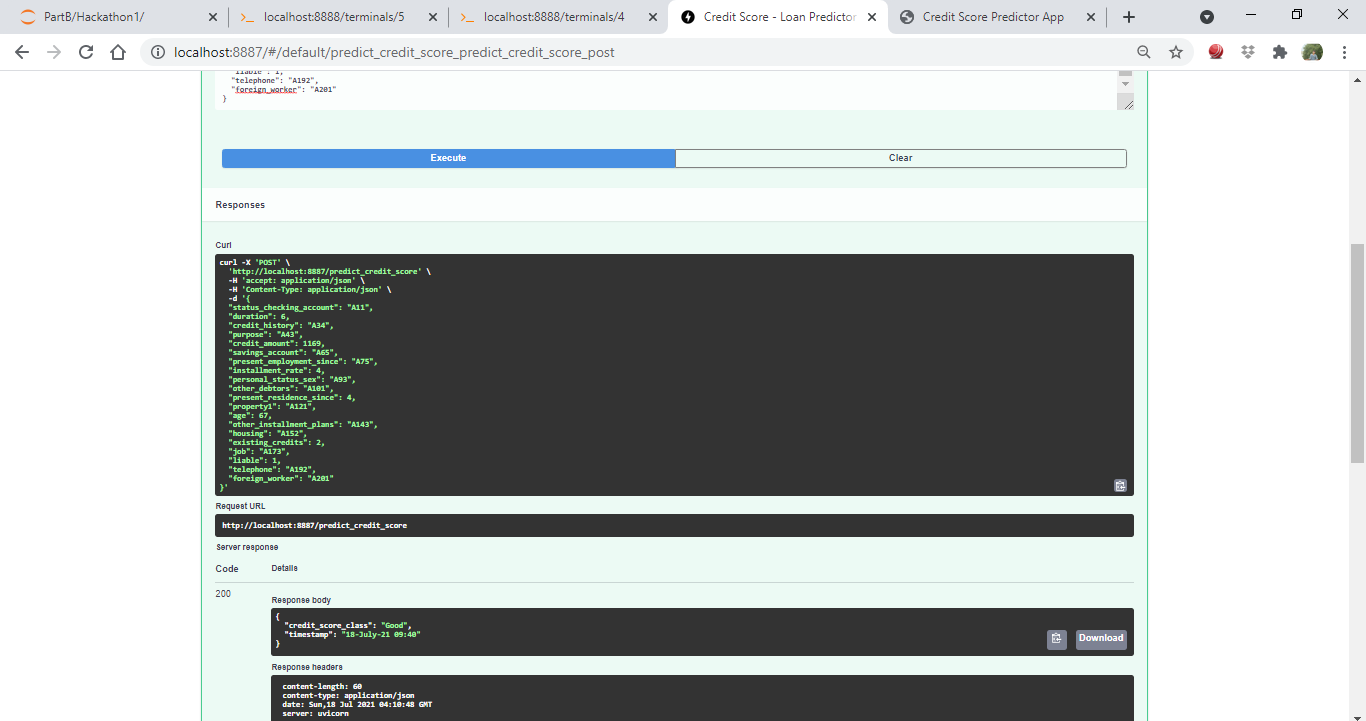 PartB/Hackathon1/
localhost:8888/terminals/5
localhost:8888/terminals/4
Credit Score - Loan Predictor
Credit Score Predictor App
localhost:8887/#/default/predict_credit_score_predict_credit_score_post
"liable": 1,
"telephone": "A192",
"foreign_worker": "A201"
}
Execute
Clear
Responses
Curl
curl -X 'POST' \
'http://localhost:8887/predict_credit_score' \
-H 'accept: application/json' \
-H 'Content-Type: application/json' \
-d '{
"status_checking_account": "A11",
"duration": 6,
"credit_history": "A34",
"purpose": "A43",
"credit_amount": 1169,
"savings_account": "A65",
"present_employment_since": "A75",
"installment_rate": 4,
"personal_status_sex": "A93",
"other_debtors": "A101",
"present_residence_since": 4,
"property1": "A121",
"age": 67,
"other_installment_plans": "A143",
"housing": "A152",
"existing_credits": 2,
"job": "A173",
"liable": 1,
"telephone": "A192",
"foreign_worker": "A201"
}'
Request URL
http://localhost:8887/predict_credit_score
Server response
Code
Details
200
Response body
{
"credit_score_class": "Good",
"timestamp": "18-July-21 09:40"
}
Download
Response headers
content-length: 60
content-type: application/json
date: Sun,18 Jul 2021 04:10:48 GMT
server: uvicorn